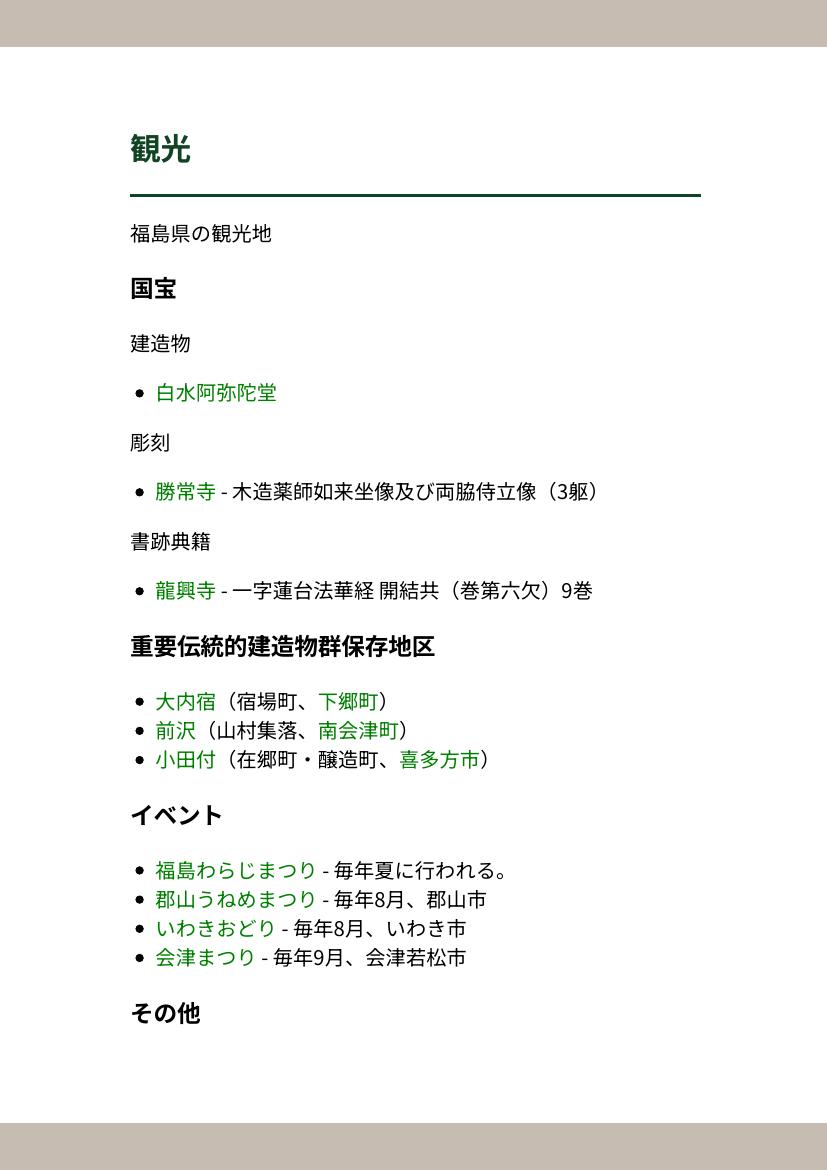 観光
福島県の観光地
国宝
建造物
白水阿弥陀堂
彫刻
勝常寺 - 木造薬師如来坐像及び両脇侍立像（3躯）
書跡典籍
龍興寺 - 一字蓮台法華経 開結共（巻第六欠）9巻
重要伝統的建造物群保存地区
大内宿（宿場町、下郷町）
前沢（山村集落、南会津町）
小田付（在郷町・醸造町、喜多方市）
イベント
福島わらじまつり - 毎年夏に行われる。
郡山うねめまつり - 毎年8月、郡山市
いわきおどり - 毎年8月、いわき市
会津まつり - 毎年9月、会津若松市
その他